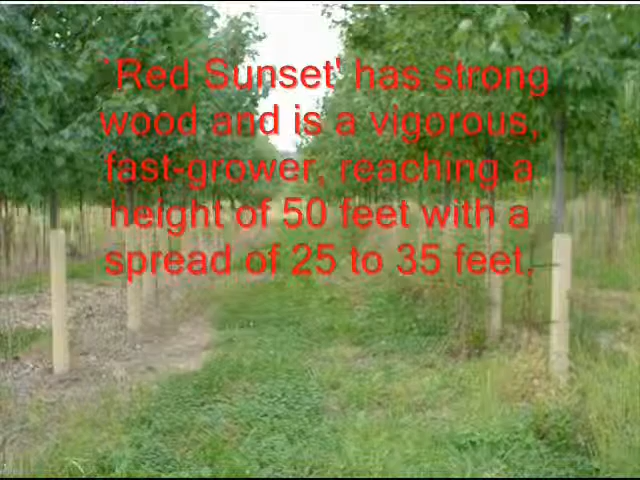 `Red Sunset' has strong
wood and is a vigorous,
fast-grower, reaching a
height of 50 feet with a
spread of 25 to 35 feet.